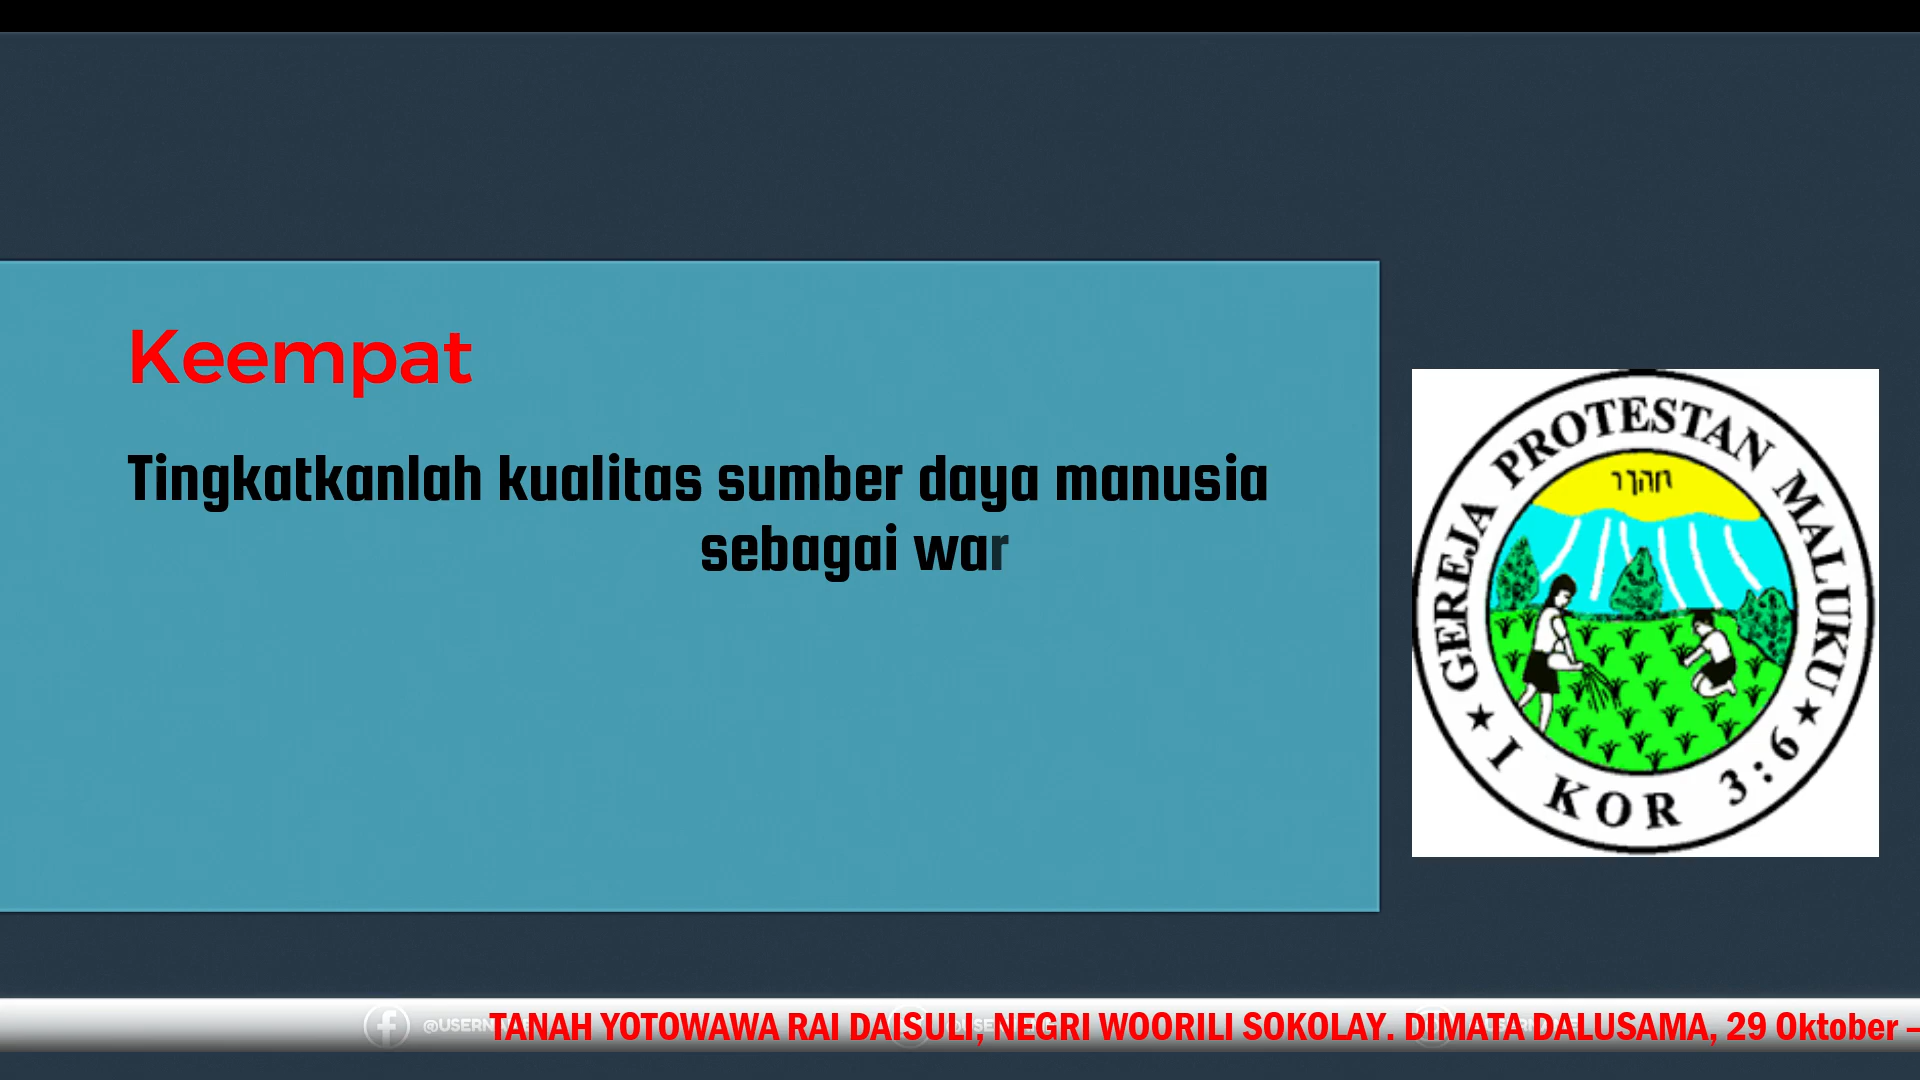 Keempat
Tingkatkanlah kualitas sumber daya manusia
sebagai war
GEREJA PROTESTAN MALUKU
I KOR 3:6
TANAH YOTOWAWA RAI DAISULI, NEGRI WOORILI SOKOLAY. DIMATA DALUSAMA, 29 Oktober –